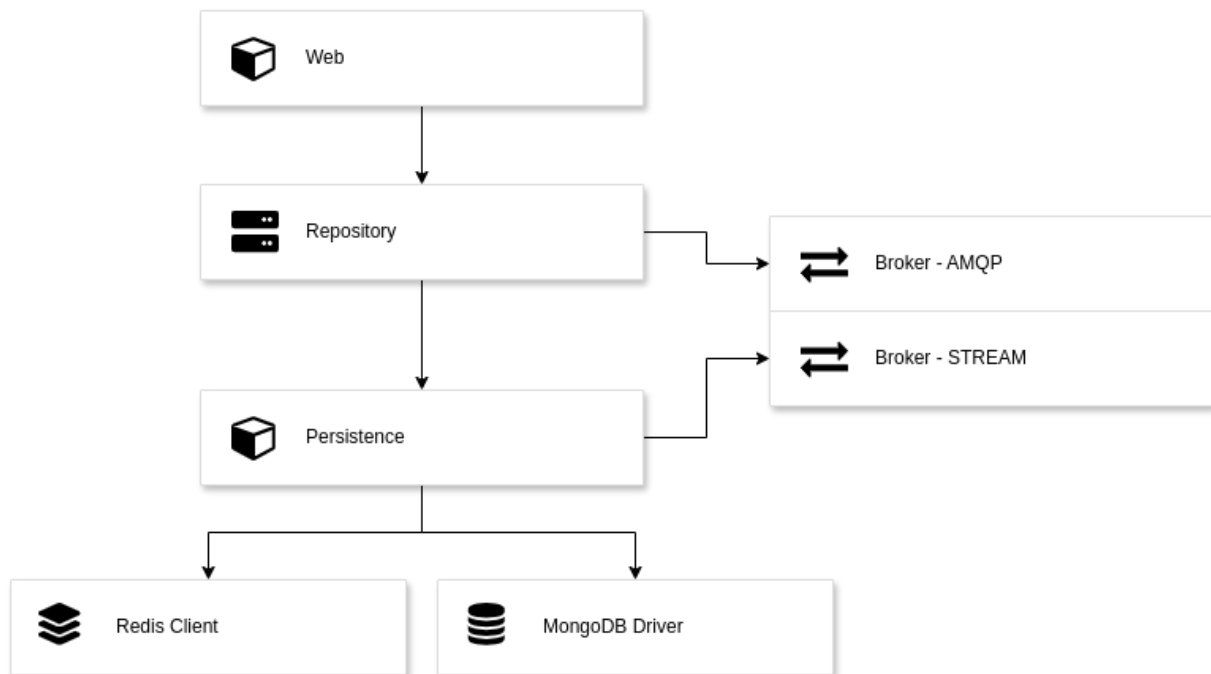 Web
Repository
Broker - AMQP
Broker - STREAM
Persistence
Redis Client
MongoDB Driver